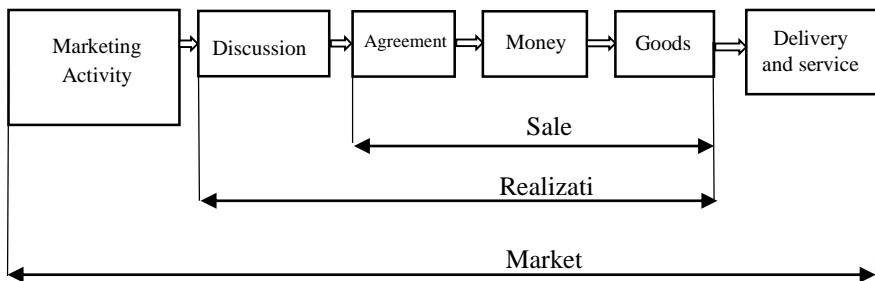 Marketing
Activity
Discussion
Agreement
Money
Goods
Delivery
and service
Sale
Realizati
Market